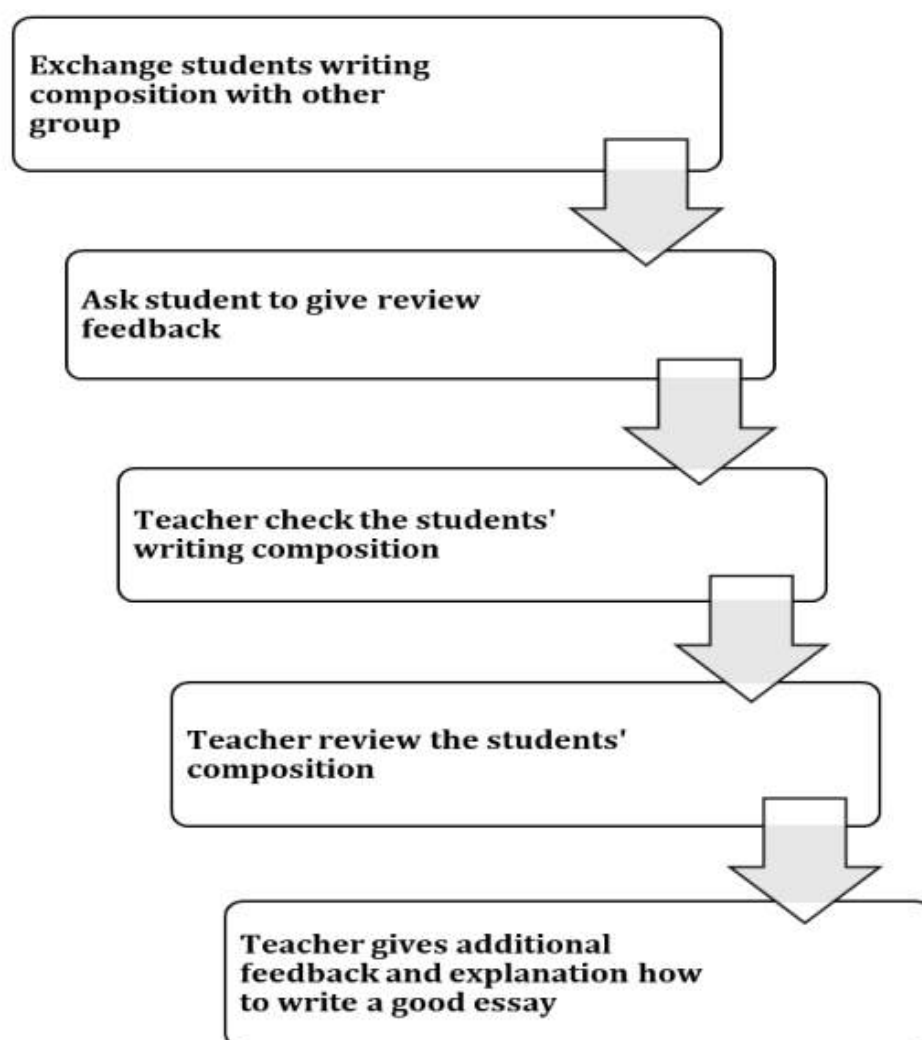 Exchange students writing
composition with other
group
Ask student to give review
feedback
Teacher check the students'
writing composition
Teacher review the students'
composition
Teacher gives additional
feedback and explanation how
to write a good essay